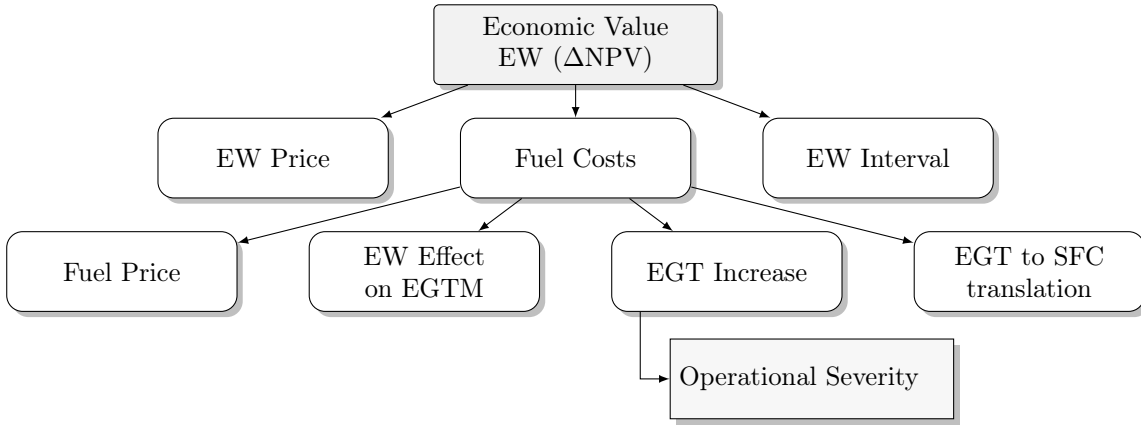 Economic Value
EW (ΔNPV)
EW Price
Fuel Costs
EW Interval
Fuel Price
EW Effect
on EGTM
EGT Increase
EGT to SFC
translation
Operational Severity